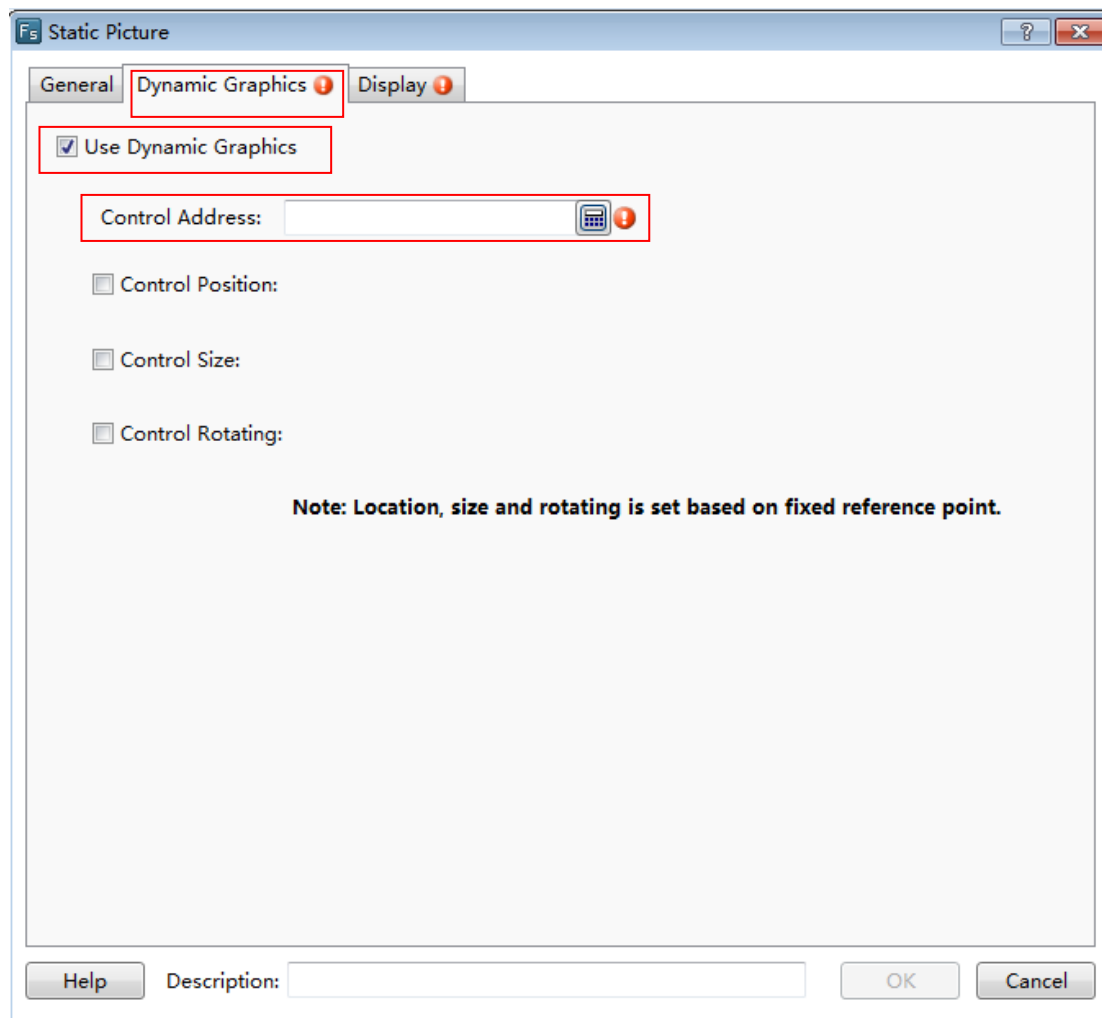 Fs Static Picture
General Dynamic Graphics Display
Use Dynamic Graphics
Control Address:
Control Position:
Control Size:
Control Rotating:
Note: Location, size and rotating is set based on fixed reference point.
Help Description: OK Cancel